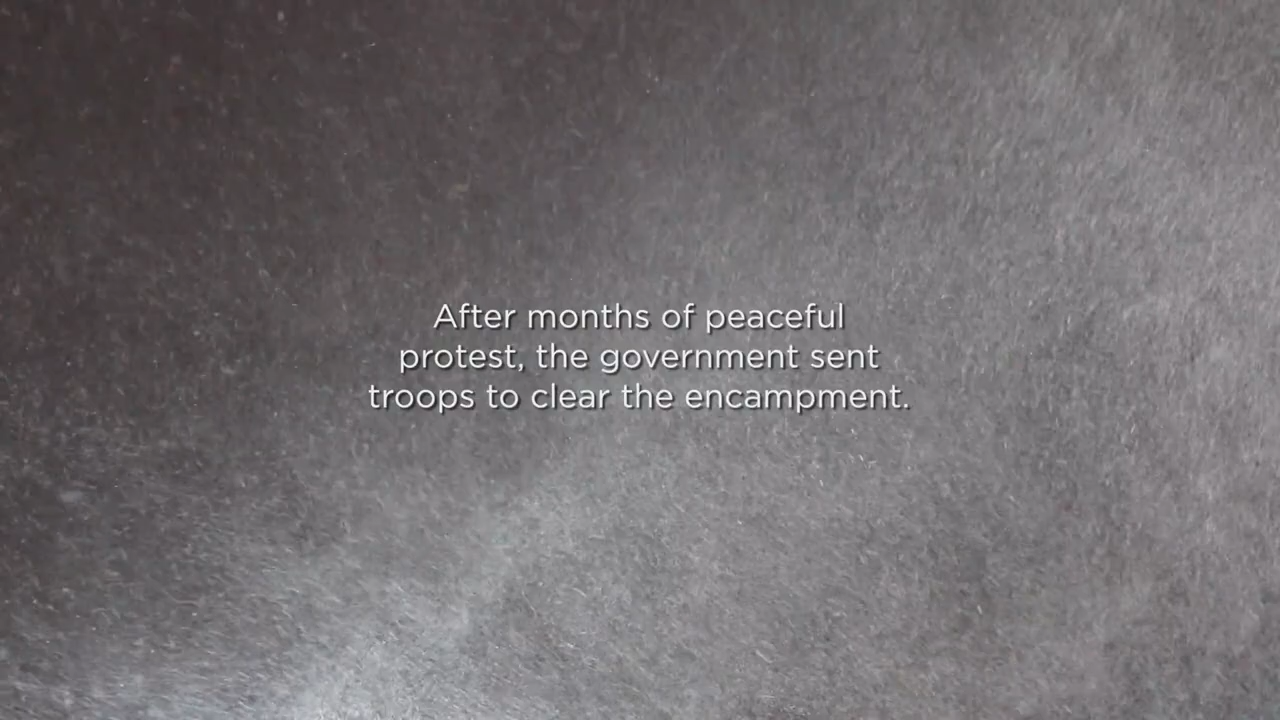 After months of peaceful
protest, the government sent
troops to clear the encampment.